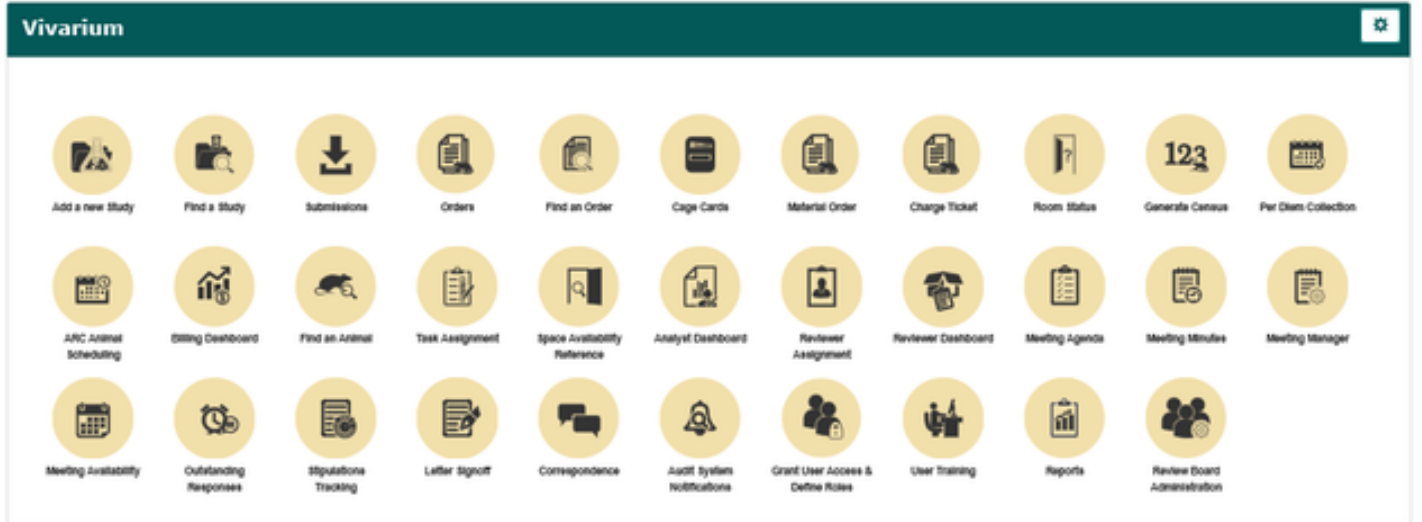 Vivarium
123
?
Add a new Study
Find a Study
Submissions
Orders
Find an Order
Cage Cards
Material Order
Charge Ticket
Room Status
Generate Census
Per Diem Collection
ARC Animal
Scheduling
Billing Dashboard
Find an Animal
Task Assignment
Space Availability
Reference
Analyst Dashboard
Reviewer
Assignment
Reviewer Dashboard
Meeting Agenda
Meeting Minutes
Meeting Manager
Meeting Availability
Outstanding
Responses
Stipulations
Tracking
Letter Signoff
Correspondence
Audit System
Notifications
Grant User Access &
Define Roles
User Training
Reports
Review Board
Administration